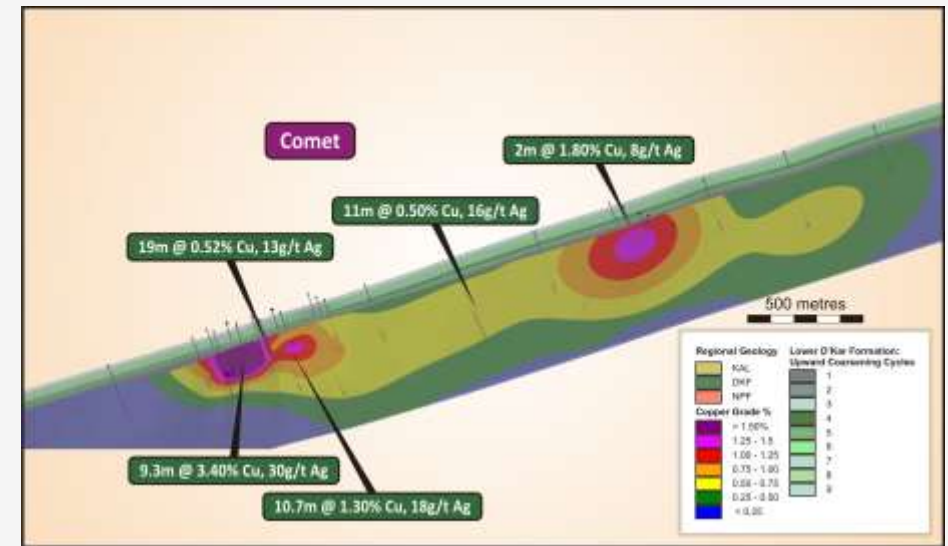 Comet
2m @ 1.80% Cu, 8g/t Ag
11m @ 0.50% Cu, 16g/t Ag
19m @ 0.52% Cu, 13g/t Ag
9.3m @ 3.40% Cu, 30g/t Ag
10.7m @ 1.30% Cu, 18g/t Ag
500 metres
Regional Geology
KAL
DKF
NPF
Copper Grade %
> 1.50%
1.25 - 1.5
1.00 - 1.25
0.75 - 1.00
0.50 - 0.75
0.25 - 0.50
< 0.25
Lower D'Kar Formation:
Upward Coarsening Cycles
1
2
3
4
5
6
7
8
9